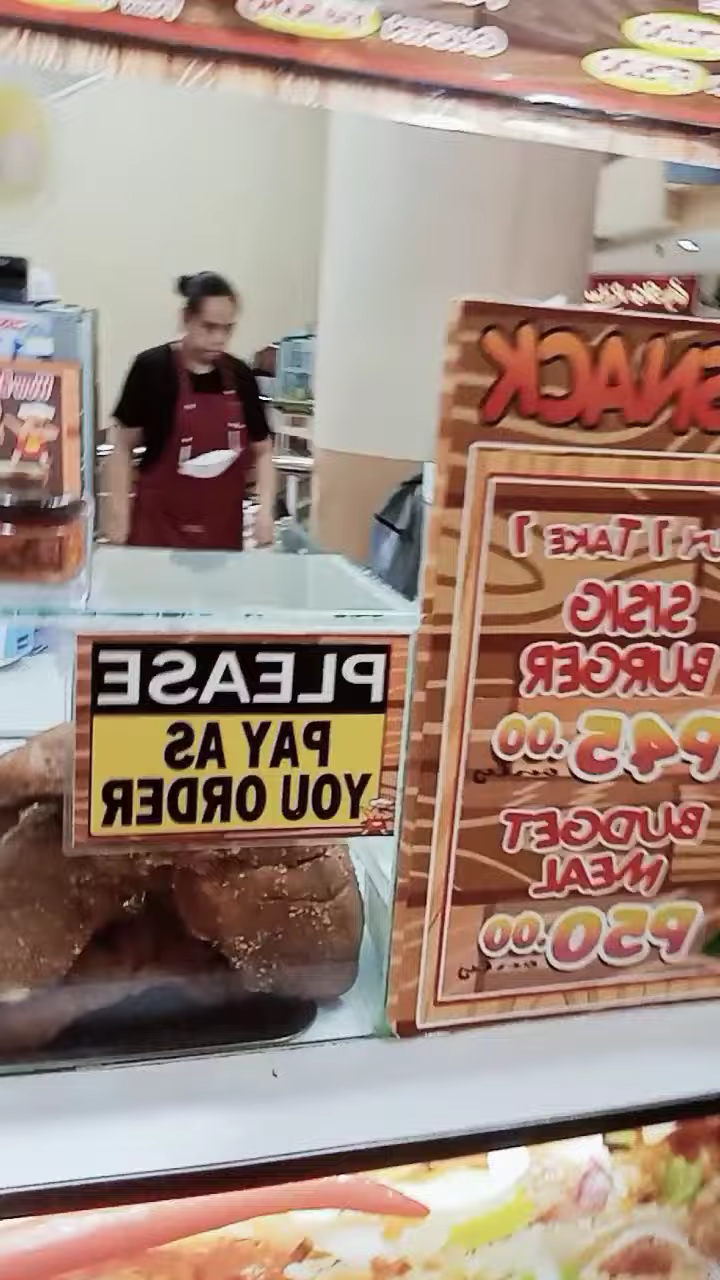 PLEASE
PAY AS
YOU ORDER
SNACK
1 TAKE 1
SISIG
BURGER
P45.00
BUDGET
MEAL
P50.00